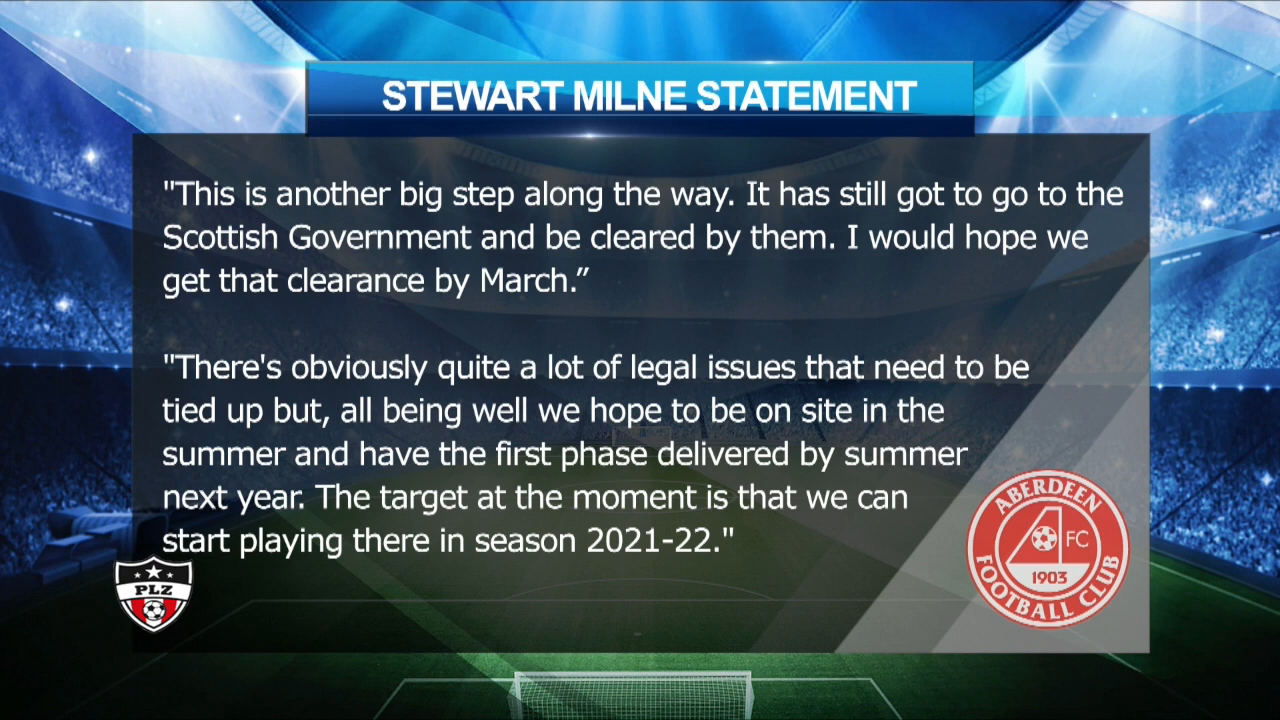 STEWART MILNE STATEMENT
"This is another big step along the way. It has still got to go to the
Scottish Government and be cleared by them. I would hope we
get that clearance by March.”
"There's obviously quite a lot of legal issues that need to be
tied up but, all being well we hope to be on site in the
summer and have the first phase delivered by summer
next year. The target at the moment is that we can
start playing there in season 2021-22."
PLZ
ABERDEEN
FC
1903
FOOTBALL CLUB